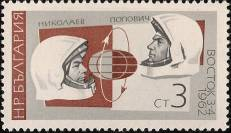 НИКОЛАЕВ
ПОПОВИЧ
НР БЪЛГАРИЯ
ВОСТОК 3-4
1962
СТ 3